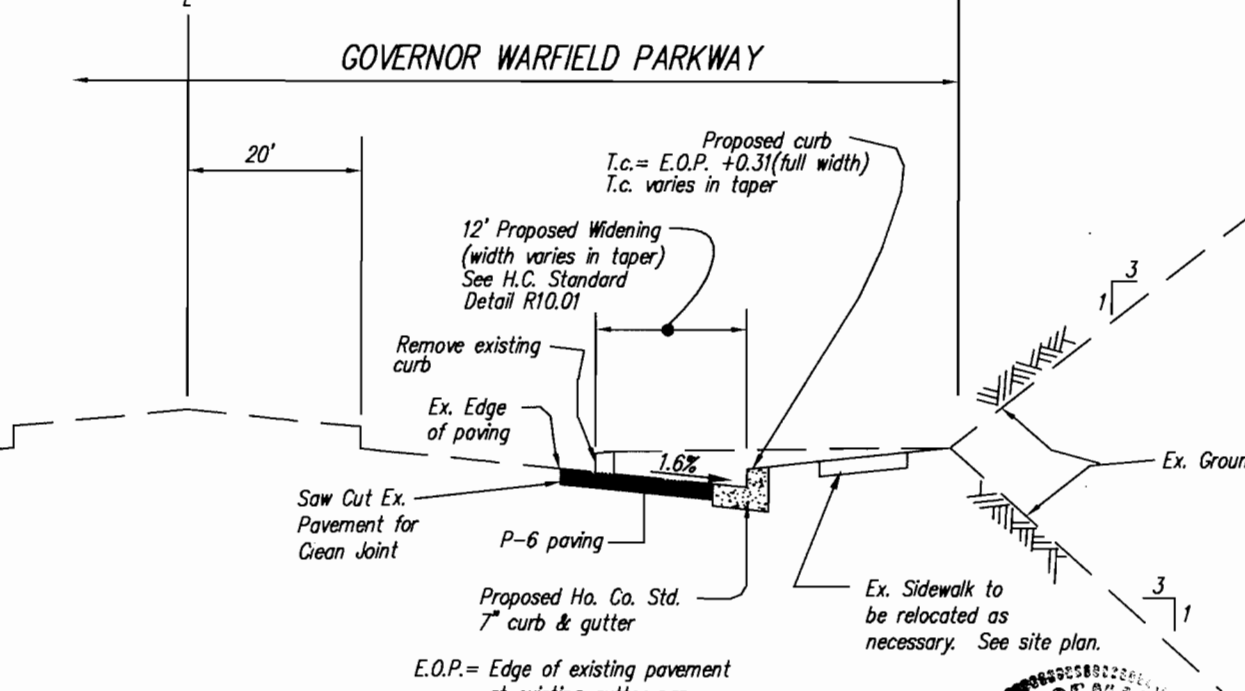 GOVERNOR WARFIELD PARKWAY
20'
Proposed curb
T.c.= E.O.P. +0.31(full width)
T.c. varies in taper
12' Proposed Widening
(width varies in taper)
See H.C. Standard
Detail R10.01
3
1
Remove existing
curb
Ex. Edge
of paving
1.6%
Ex. Groun
Saw Cut Ex.
Pavement for
Clean Joint
P-6 paving
Proposed Ho. Co. Std.
7" curb & gutter
Ex. Sidewalk to
be relocated as
necessary. See site plan.
3
1
E.O.P.= Edge of existing pavement